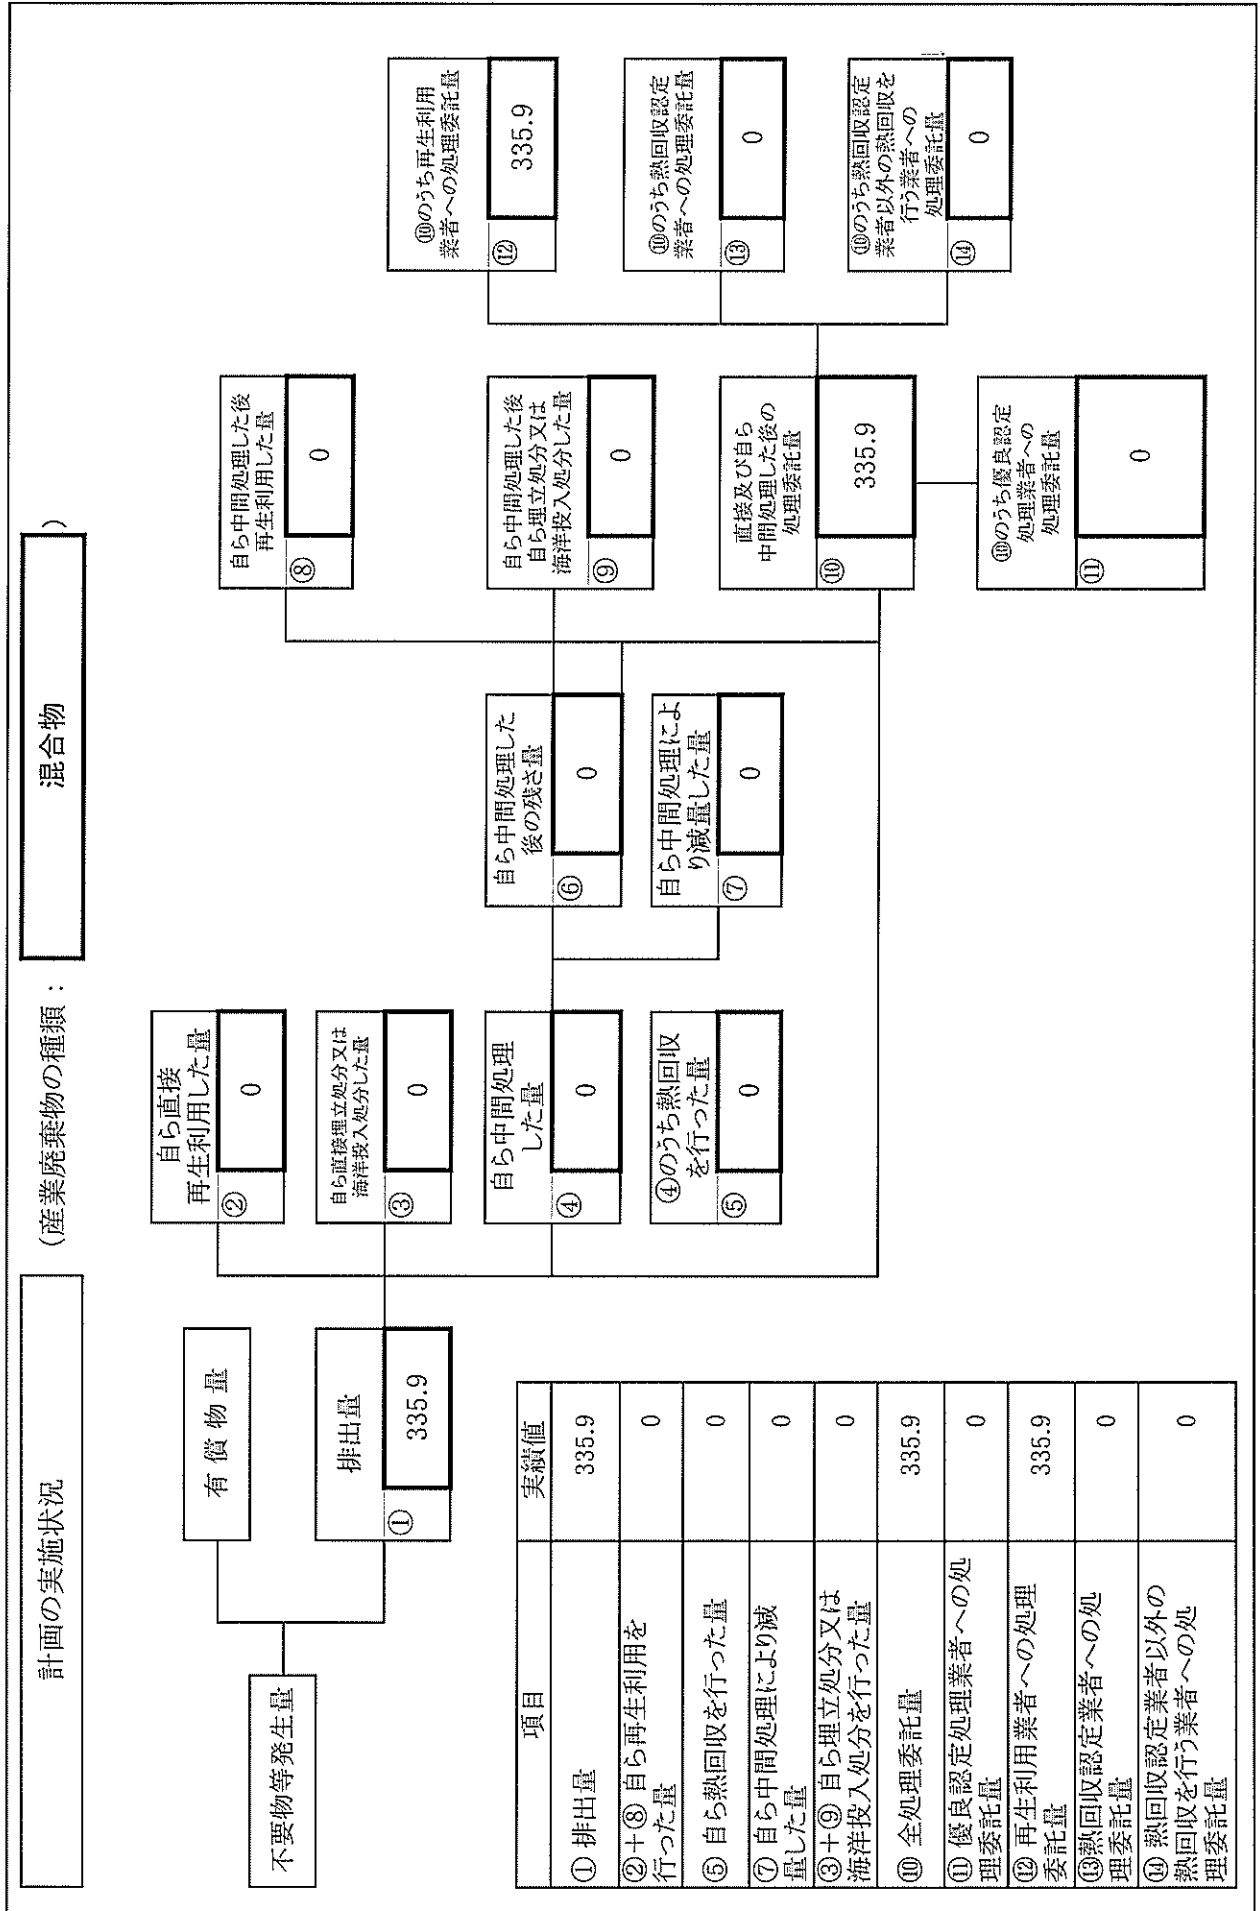 計画の実施状況
(産業廃棄物の種類:
混合物
)
不要物等発生量
有償物量
排出量
①
335.9
自ら直接
再生利用した量
②
0
自ら直接埋立処分又は
海洋投入処分した量
③
0
自ら中間処理
した量
④
0
④のうち熱回収
を行った量
⑤
0
自ら中間処理した
後の残さ量
⑥
0
自ら中間処理によ
り減量した量
⑦
0
自ら中間処理した後
再生利用した量
⑧
0
自ら中間処理した後
自ら埋立処分又は
海洋投入処分した量
⑨
0
直接及び自ら
中間処理した後の
処理委託量
⑩
335.9
⑩のうち優良認定
処理業者への
処理委託量
⑪
0
⑩のうち再生利用
業者への処理委託量
⑫
335.9
⑩のうち熱回収認定
業者への処理委託量
⑬
0
⑩のうち熱回収認定
業者以外の熱回収を
行う業者への
処理委託量
⑭
0
項目 実績値
①排出量 335.9
②+⑧ 自ら再生利用を
行った量 0
⑤ 自ら熱回収を行った量 0
⑦ 自ら中間処理により減
量した量 0
③+⑨ 自ら埋立処分又は
海洋投入処分を行った量 0
⑩ 全処理委託量 335.9
⑪ 優良認定処理業者への処
理委託量 0
⑫ 再生利用業者への処理
委託量 335.9
⑬熱回収認定業者への処
理委託量 0
⑭ 熱回収認定業者以外の
熱回収を行う業者への処
理委託量 0